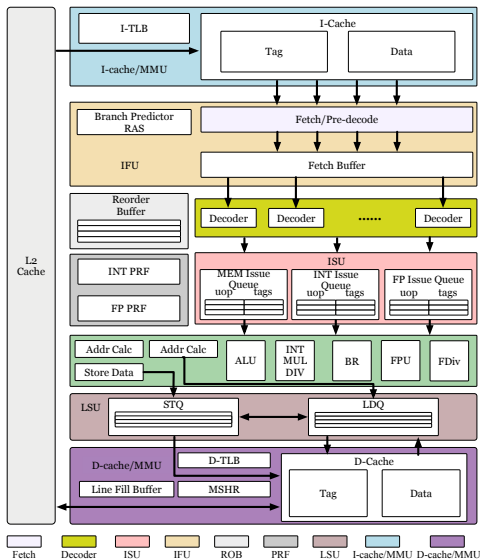 I-TLB
I-Cache
Tag
Data
I-cache/MMU
Branch Predictor
RAS
Fetch/Pre-decode
IFU
Fetch Buffer
Reorder
Buffer
Decoder
Decoder
......
Decoder
L2
Cache
INT PRF
FP PRF
ISU
MEM Issue
Queue
uop tags
INT Issue
Queue
uop tags
FP Issue Queue
uop tags
Addr Calc
Addr Calc
Store Data
ALU
INT
MUL
DIV
BR
FPU
FDiv
LSU
STQ
LDQ
D-cache/MMU
D-TLB
Line Fill Buffer
MSHR
D-Cache
Tag
Data
Fetch
Decoder
ISU
IFU
ROB
PRF
LSU
I-cache/MMU
D-cache/MMU